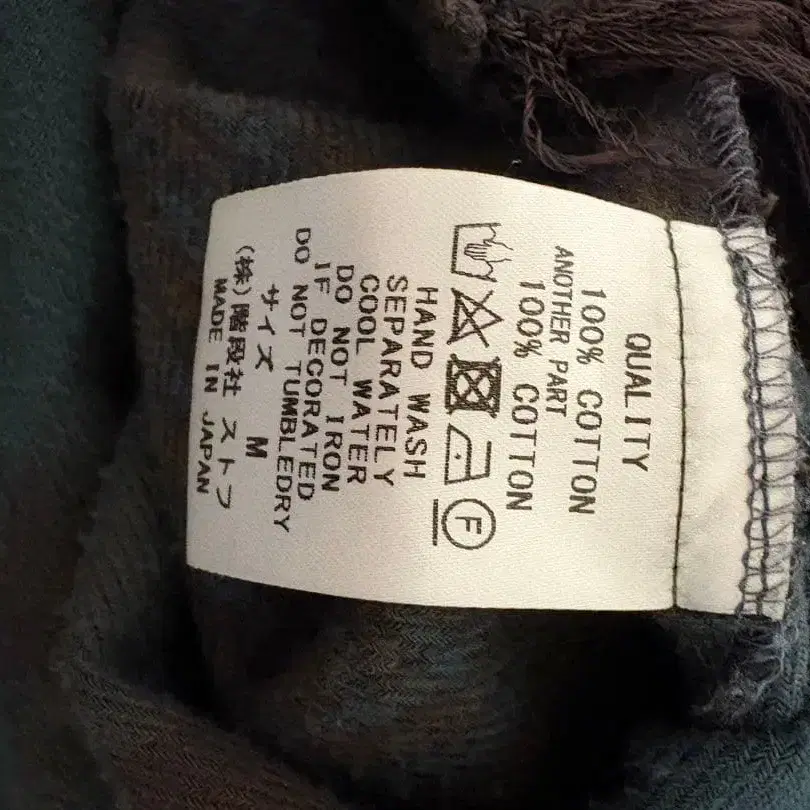 QUALITY
100% COTTON
ANOTHER PART
100% COTTON
F
HAND WASH
SEPARATELY
COOL WATER
DO NOT IRON
IF DECORATED
DO NOT TUMBLEDRY
サイズ M
(株)階段社 ストフ
MADE IN JAPAN